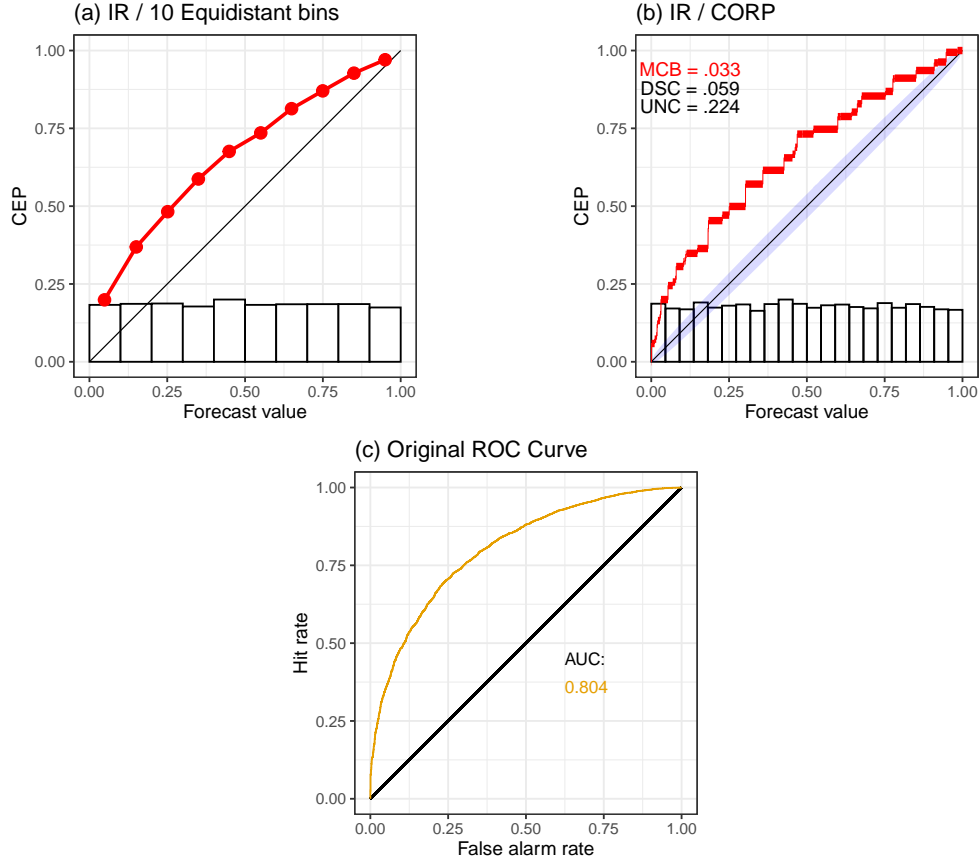 (a) IR / 10 Equidistant bins
1.00
0.75
0.50
0.25
0.00
CEP
0.00 0.25 0.50 0.75 1.00
Forecast value
(b) IR / CORP
MCB = .033
DSC = .059
UNC = .224
1.00
0.75
0.50
0.25
0.00
CEP
0.00 0.25 0.50 0.75 1.00
Forecast value
(c) Original ROC Curve
1.00
0.75
0.50
0.25
0.00
Hit rate
AUC:
0.804
0.00 0.25 0.50 0.75 1.00
False alarm rate